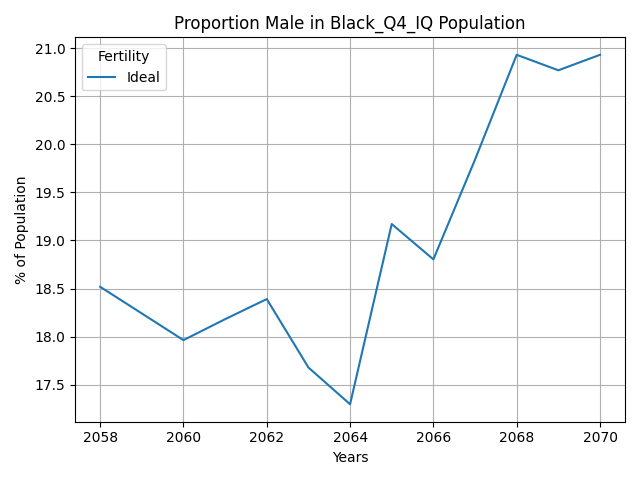 Proportion Male in Black_Q4_IQ Population
Fertility
Ideal
% of Population
21.0
20.5
20.0
19.5
19.0
18.5
18.0
17.5
2058 2060 2062 2064 2066 2068 2070
Years